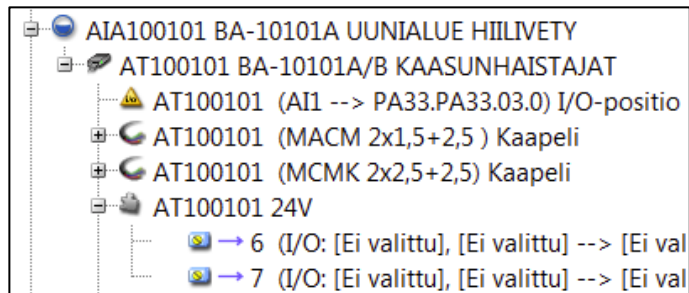 AIA100101 BA-10101A UUNIALUE HIILIVETY
AT100101 BA-10101A/B KAASUNHAISTAJAT
AT100101 (AI1 --> PA33.PA33.03.0) I/O-positio
AT100101 (MACM 2x1,5+2,5 ) Kaapeli
AT100101 (MCMK 2x2,5+2,5) Kaapeli
AT100101 24V
→ 6 (I/O: [Ei valittu], [Ei valittu] --> [Ei val
→ 7 (I/O: [Ei valittu], [Ei valittu] --> [Ei val